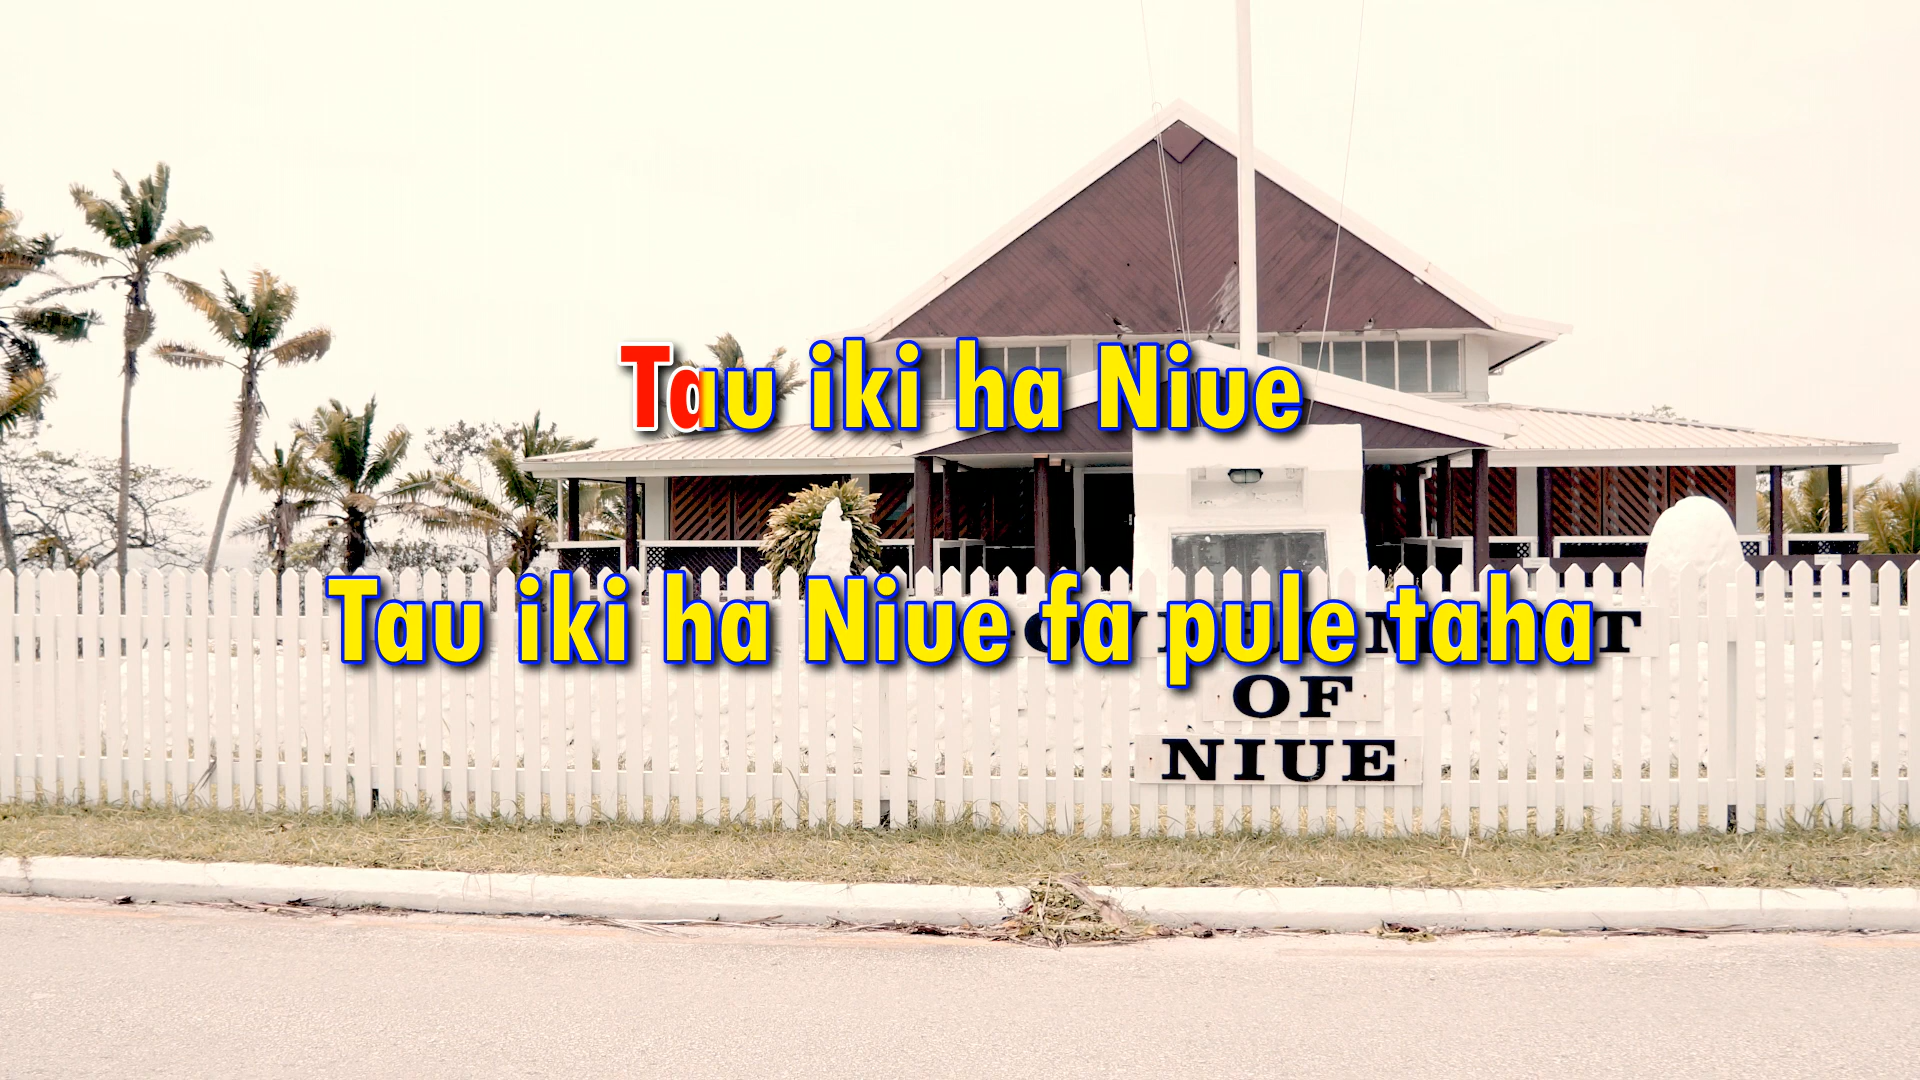 Tau iki ha Niue
Tau iki ha Niue fa pule taha
OF
NIUE